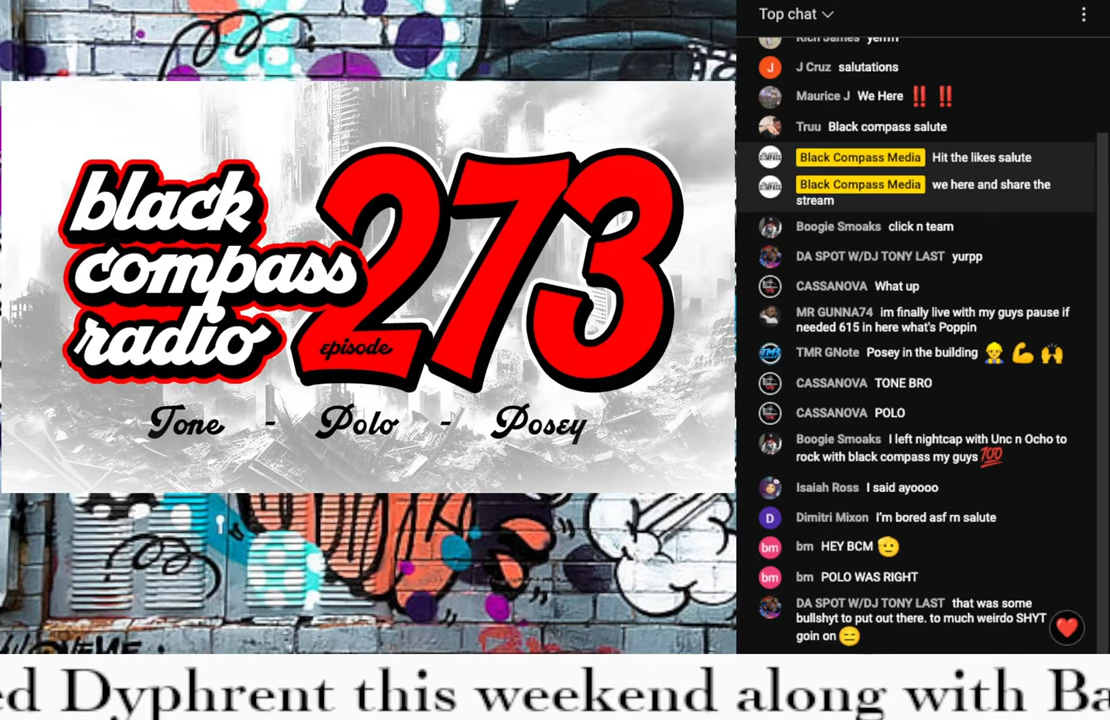 Top chat
Rich James yerrrr
J Cruz salutations
Maurice J We Here ‼️ ‼️
Truu Black compass salute
Black Compass Media Hit the likes salute
Black Compass Media we here and share the
stream
Boogie Smoaks click n team
DA SPOT W/DJ TONY LAST yurpp
CASSANOVA What up
MR GUNNA74 im finally live with my guys pause if
needed 615 in here what's Poppin
TMR GNote Posey in the building 👷 💪 🙌
CASSANOVA TONE BRO
CASSANOVA POLO
Boogie Smoaks I left nightcap with Unc n Ocho to
rock with black compass my guys 💯
Isaiah Ross I said ayoooo
Dimitri Mixon I'm bored asf rn salute
bm HEY BCM 🫡
bm POLO WAS RIGHT
DA SPOT W/DJ TONY LAST that was some
bullshyt to put out there. to much weirdo SHYT
goin on 😑
black
compass
radio
273
episode
Tone - Polo - Posey
ed Dyphrent this weekend along with Ba